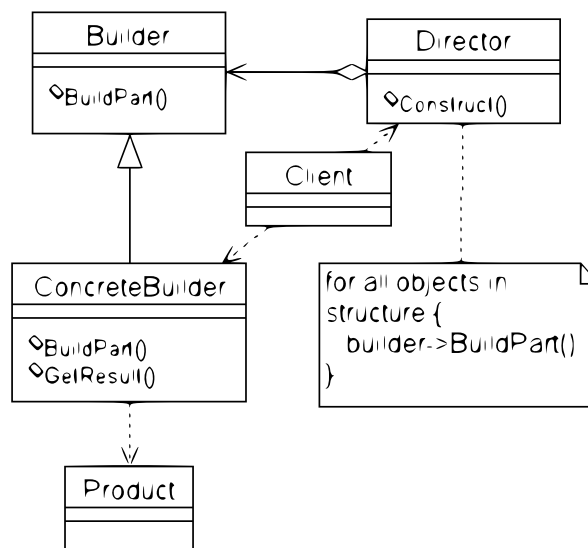 Builder
BuildPart()
Director
Construct()
Client
ConcreteBuilder
BuildPart()
GetResult()
for all objects in
structure {
builder->BuildPart()
}
Product